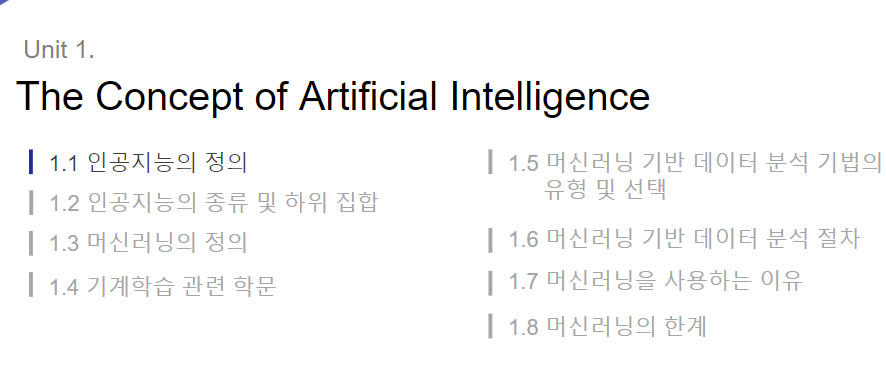 Unit 1.
The Concept of Artificial Intelligence
1.1 인공지능의 정의
1.2 인공지능의 종류 및 하위 집합
1.3 머신러닝의 정의
1.4 기계학습 관련 학문
1.5 머신러닝 기반 데이터 분석 기법의
유형 및 선택
1.6 머신러닝 기반 데이터 분석 절차
1.7 머신러닝을 사용하는 이유
1.8 머신러닝의 한계